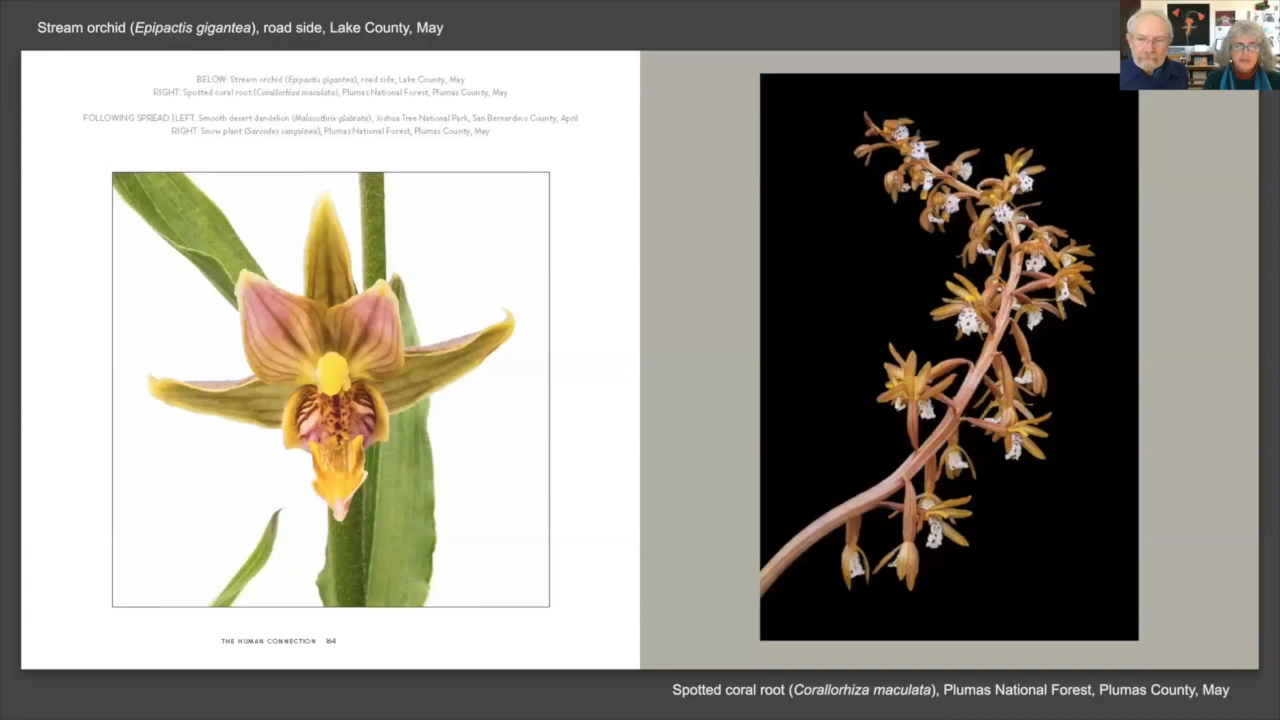 Stream orchid (Epipactis gigantea), road side, Lake County, May
BELOW: Stream orchid (Epipactis gigantea), road side, Lake County, May
RIGHT: Spotted coral root (Corallorhiza maculata), Plumas National Forest, Plumas County, May
FOLLOWING SPREAD | LEFT: Smooth desert dandelion (Malacothrix glabrata), Joshua Tree National Park, San Bernardino County, April
RIGHT: Snow plant (Sarcodes sanguinea), Plumas National Forest, Plumas County, May
THE HUMAN CONNECTION 164
Spotted coral root (Corallorhiza maculata), Plumas National Forest, Plumas County, May